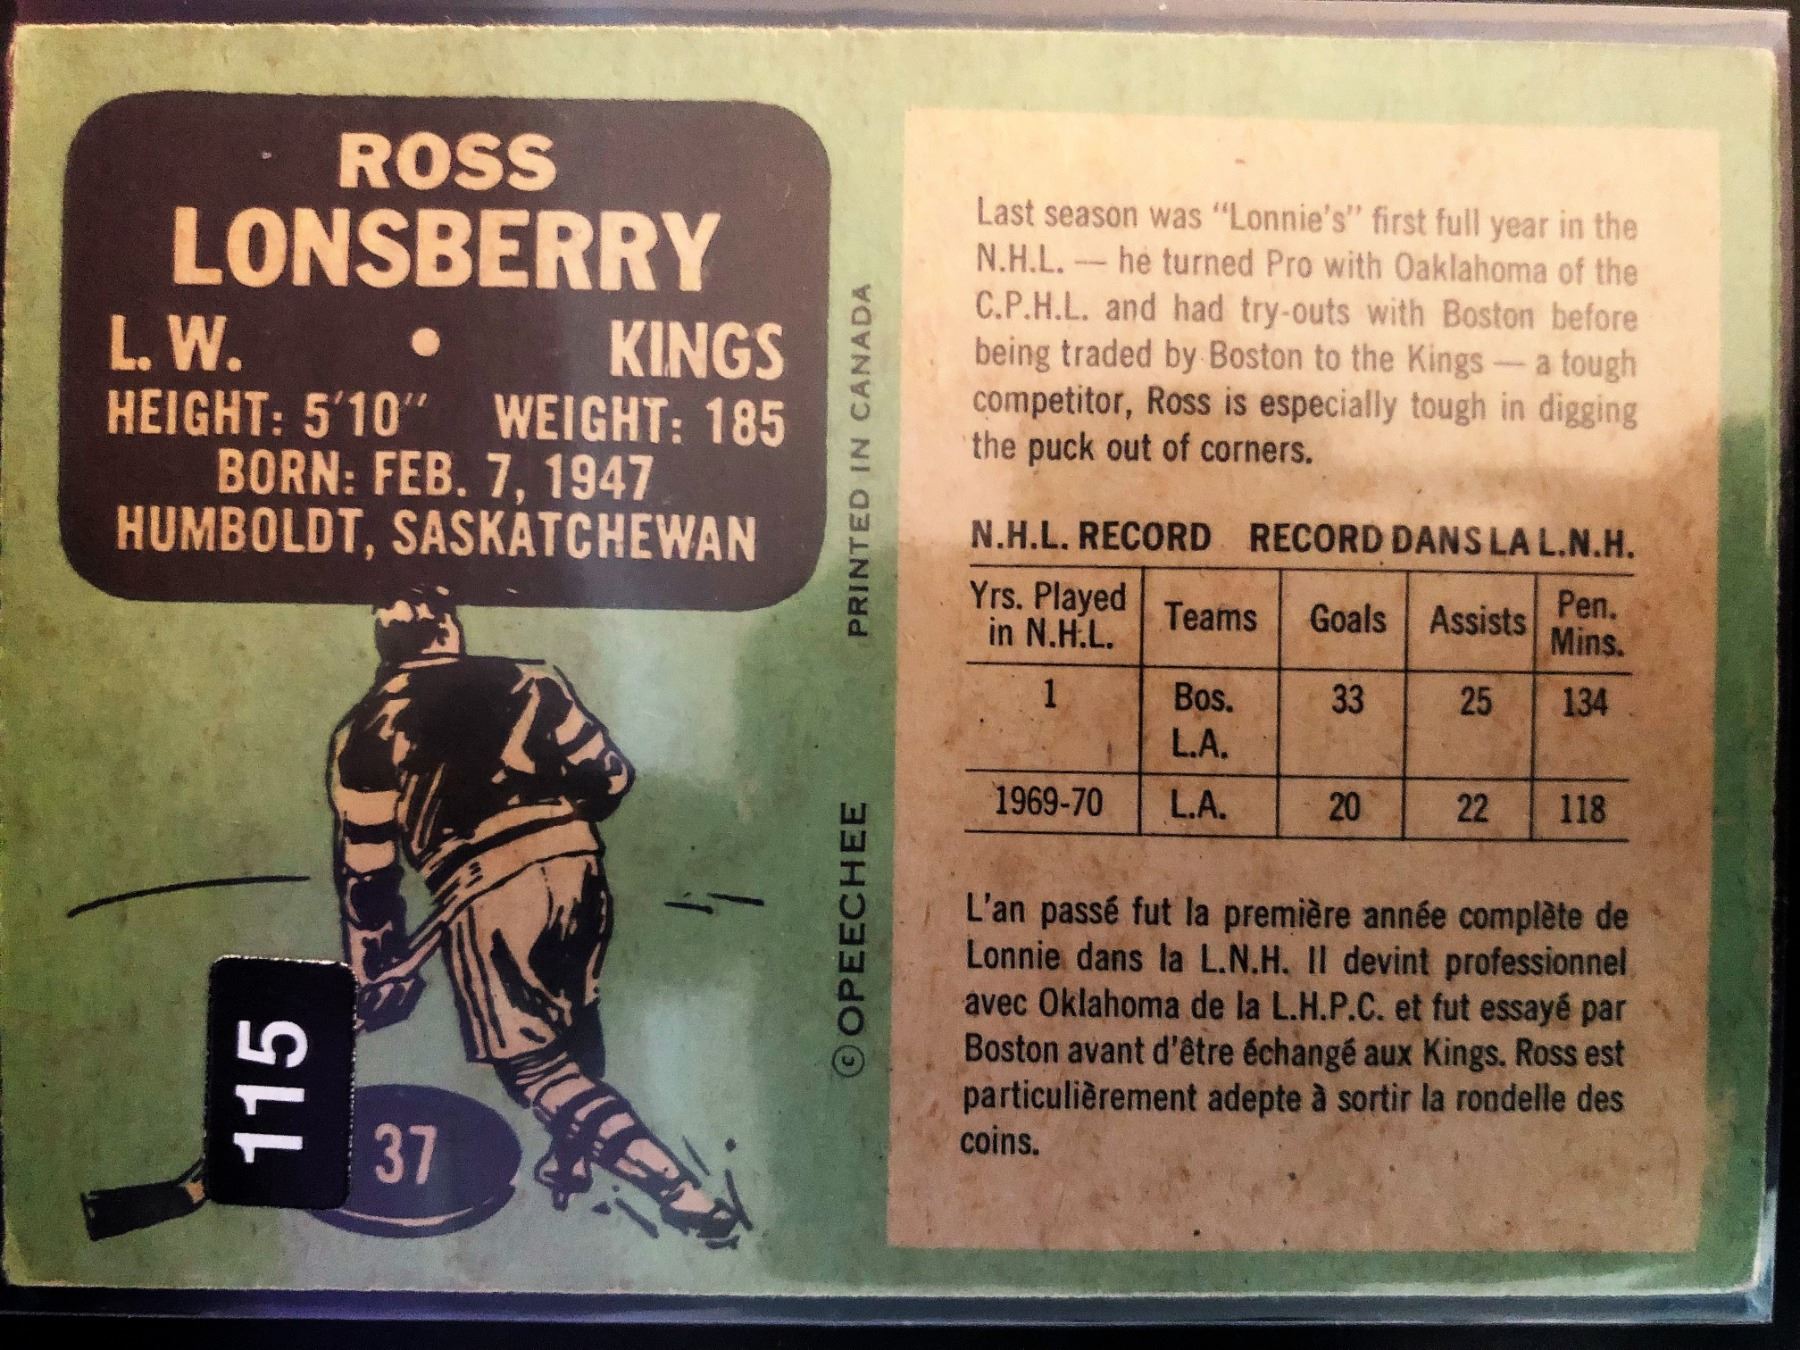 ROSS
LONSBERRY
L. W. • KINGS
HEIGHT: 5'10" WEIGHT: 185
BORN: FEB. 7, 1947
HUMBOLDT, SASKATCHEWAN
115
37
PRINTED IN CANADA
© OPEECHEE
Last season was "Lonnie's" first full year in the
N.H.L. — he turned Pro with Oaklahoma of the
C.P.H.L. and had try-outs with Boston before
being traded by Boston to the Kings — a tough
competitor, Ross is especially tough in digging
the puck out of corners.
N.H.L. RECORD RECORD DANS LA L.N.H.
Yrs. Played in N.H.L. Teams Goals Assists Pen. Mins.
1 Bos. 33 25 134
L.A.
1969-70 L.A. 20 22 118
L'an passé fut la première année complète de
Lonnie dans la L.N.H. Il devint professionnel
avec Oklahoma de la L.H.P.C. et fut essayé par
Boston avant d'être échangé aux Kings. Ross est
particulièrement adepte à sortir la rondelle des
coins.